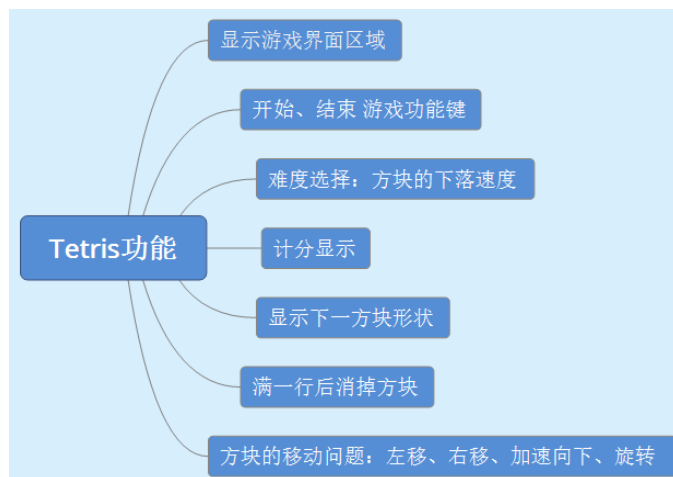 显示游戏界面区域
开始、结束 游戏功能键
难度选择：方块的下落速度
Tetris功能
计分显示
显示下一方块形状
满一行后消掉方块
方块的移动问题：左移、右移、加速向下、旋转